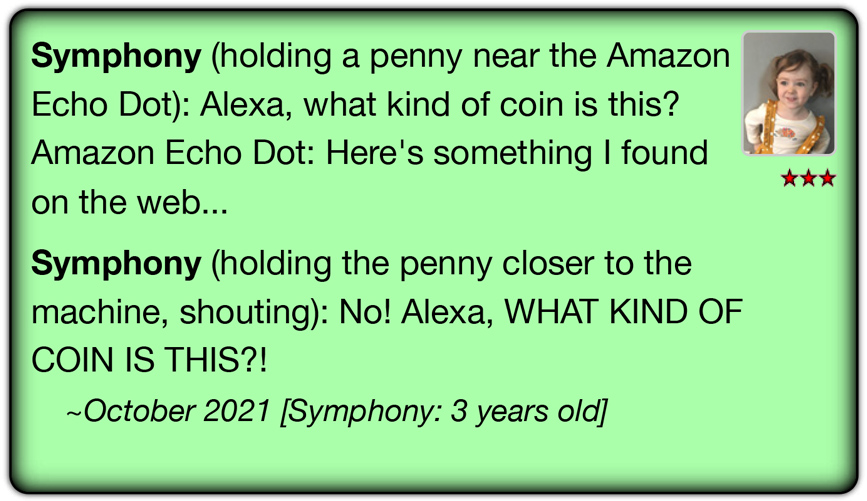 Symphony (holding a penny near the Amazon
Echo Dot): Alexa, what kind of coin is this?
Amazon Echo Dot: Here's something I found
on the web...
Symphony (holding the penny closer to the
machine, shouting): No! Alexa, WHAT KIND OF
COIN IS THIS?!
~October 2021 [Symphony: 3 years old]